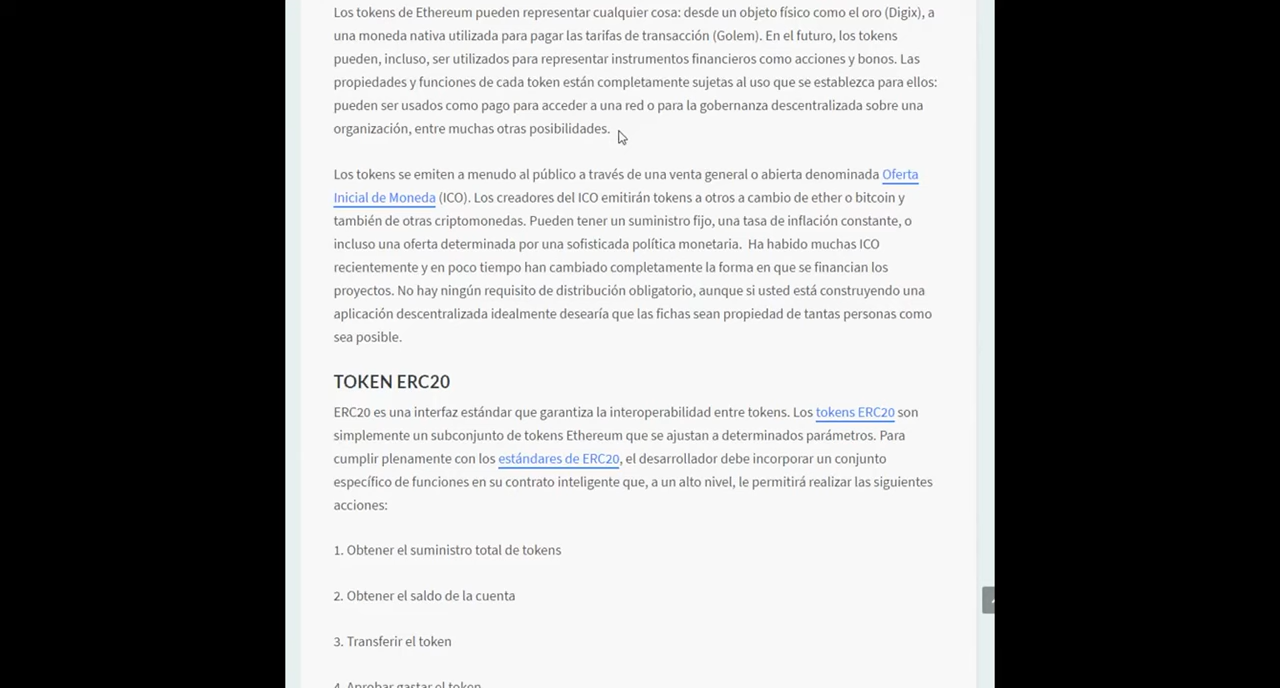 Los tokens de Ethereum pueden representar cualquier cosa: desde un objeto físico como el oro (Digix), a
una moneda nativa utilizada para pagar las tarifas de transacción (Golem). En el futuro, los tokens
pueden, incluso, ser utilizados para representar instrumentos financieros como acciones y bonos. Las
propiedades y funciones de cada token están completamente sujetas al uso que se establezca para ellos:
pueden ser usados como pago para acceder a una red o para la gobernanza descentralizada sobre una
organización, entre muchas otras posibilidades.
Los tokens se emiten a menudo al público a través de una venta general o abierta denominada Oferta
Inicial de Moneda (ICO). Los creadores del ICO emitirán tokens a otros a cambio de ether o bitcoin y
también de otras criptomonedas. Pueden tener un suministro fijo, una tasa de inflación constante, o
incluso una oferta determinada por una sofisticada política monetaria.  Ha habido muchas ICO
recientemente y en poco tiempo han cambiado completamente la forma en que se financian los
proyectos. No hay ningún requisito de distribución obligatorio, aunque si usted está construyendo una
aplicación descentralizada idealmente desearía que las fichas sean propiedad de tantas personas como
sea posible.
TOKEN ERC20
ERC20 es una interfaz estándar que garantiza la interoperabilidad entre tokens. Los tokens ERC20 son
simplemente un subconjunto de tokens Ethereum que se ajustan a determinados parámetros. Para
cumplir plenamente con los estándares de ERC20, el desarrollador debe incorporar un conjunto
específico de funciones en su contrato inteligente que, a un alto nivel, le permitirá realizar las siguientes
acciones:
1. Obtener el suministro total de tokens
2. Obtener el saldo de la cuenta
3. Transferir el token
4. Aprobar gastar el token